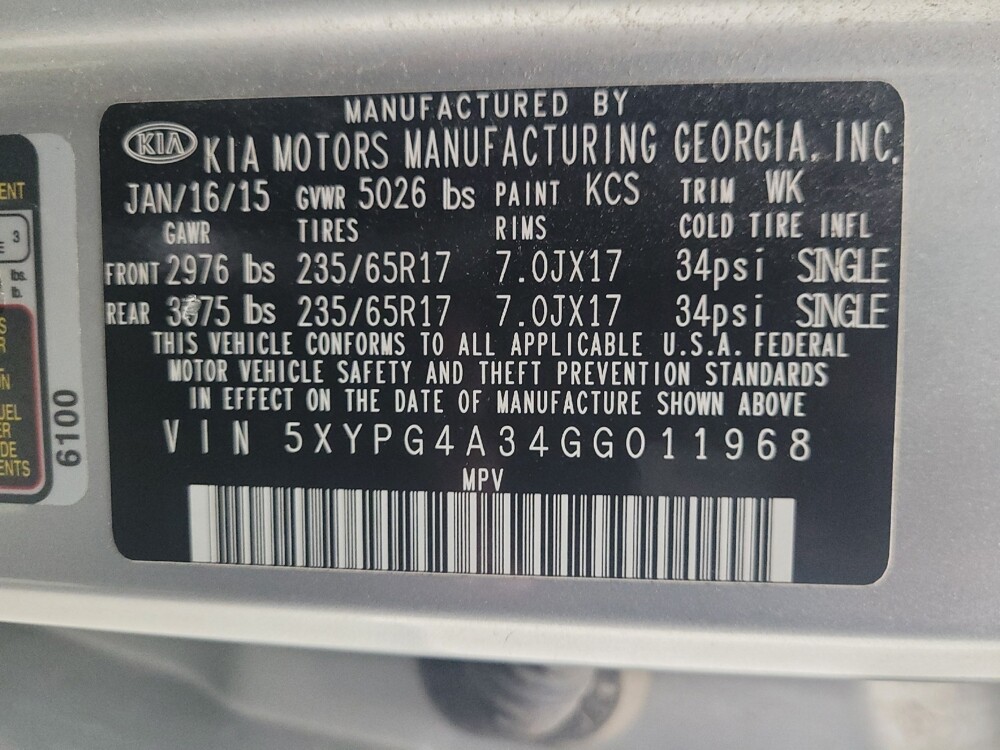 MANUFACTURED BY
KIA KIA MOTORS MANUFACTURING GEORGIA, INC.
JAN/16/15 GVWR 5026 lbs PAINT KCS TRIM WK
GAWR TIRES RIMS COLD TIRE INFL
FRONT 2976 lbs 235/65R17 7.0JX17 34psi SINGLE
REAR lbs 235/65R17 7.0JX17 34psi SINGLE
THIS VEHICLE CONFORMS TO ALL APPLICABLE U.S.A. FEDERAL
MOTOR VEHICLE SAFETY AND THEFT PREVENTION STANDARDS
IN EFFECT ON THE DATE OF MANUFACTURE SHOWN ABOVE
VIN 5XYPG4A34GG011968
MPV
3
lbs.
lb.
6100